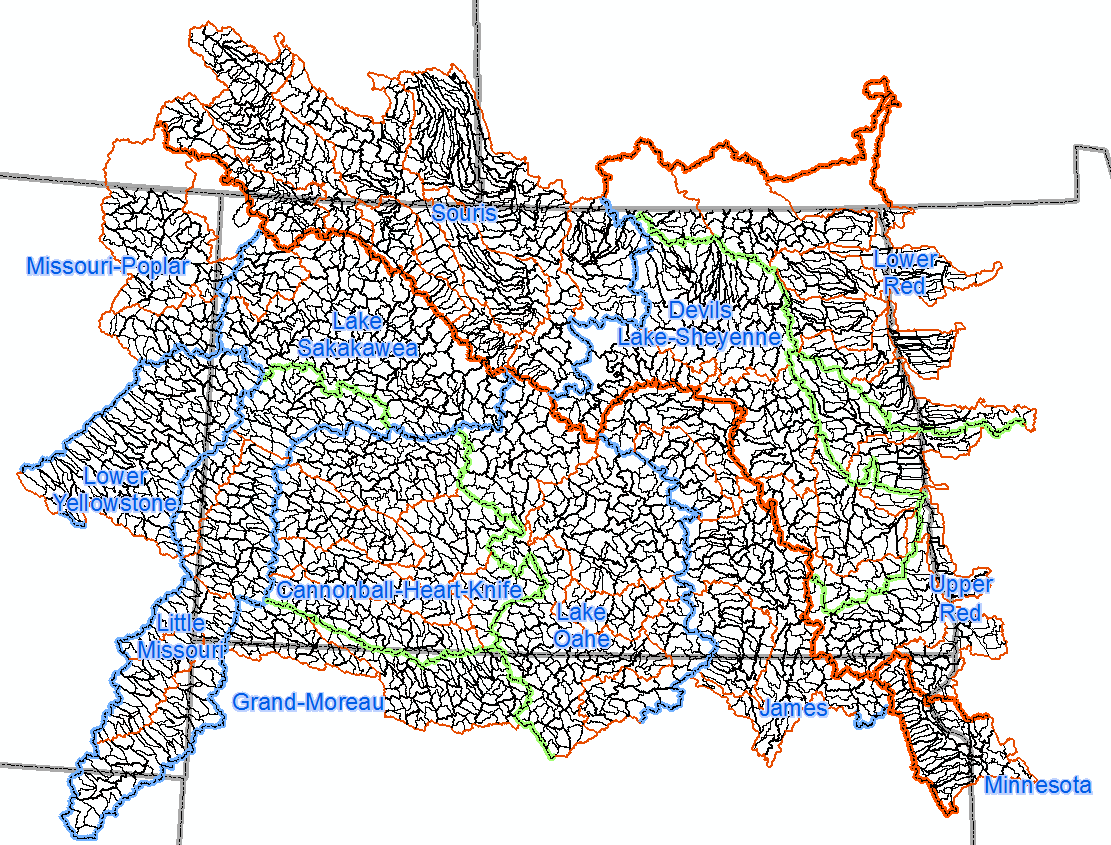 Souris
Missouri-Poplar
Lower
Red
Lake
Sakakawea
Devils
Lake-Sheyenne
Lower
Yellowstone
Cannonball-Heart-Knife
Upper
Red
Lake
Oahe
Little
Missouri
Grand-Moreau
James
Minnesota